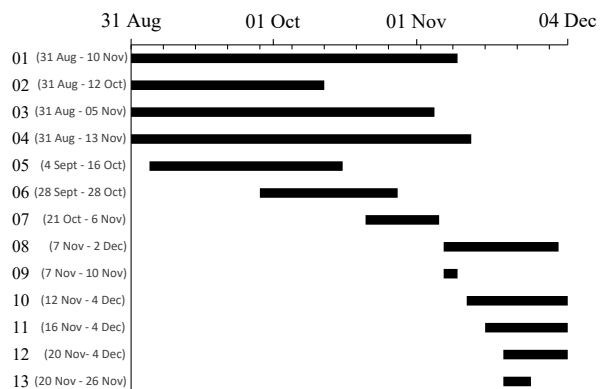 31 Aug 01 Oct 01 Nov 04 Dec
01 (31 Aug - 10 Nov)
02 (31 Aug - 12 Oct)
03 (31 Aug - 05 Nov)
04 (31 Aug - 13 Nov)
05 (4 Sept - 16 Oct)
06 (28 Sept - 28 Oct)
07 (21 Oct - 6 Nov)
08 (7 Nov - 2 Dec)
09 (7 Nov - 10 Nov)
10 (12 Nov - 4 Dec)
11 (16 Nov - 4 Dec)
12 (20 Nov- 4 Dec)
13 (20 Nov - 26 Nov)